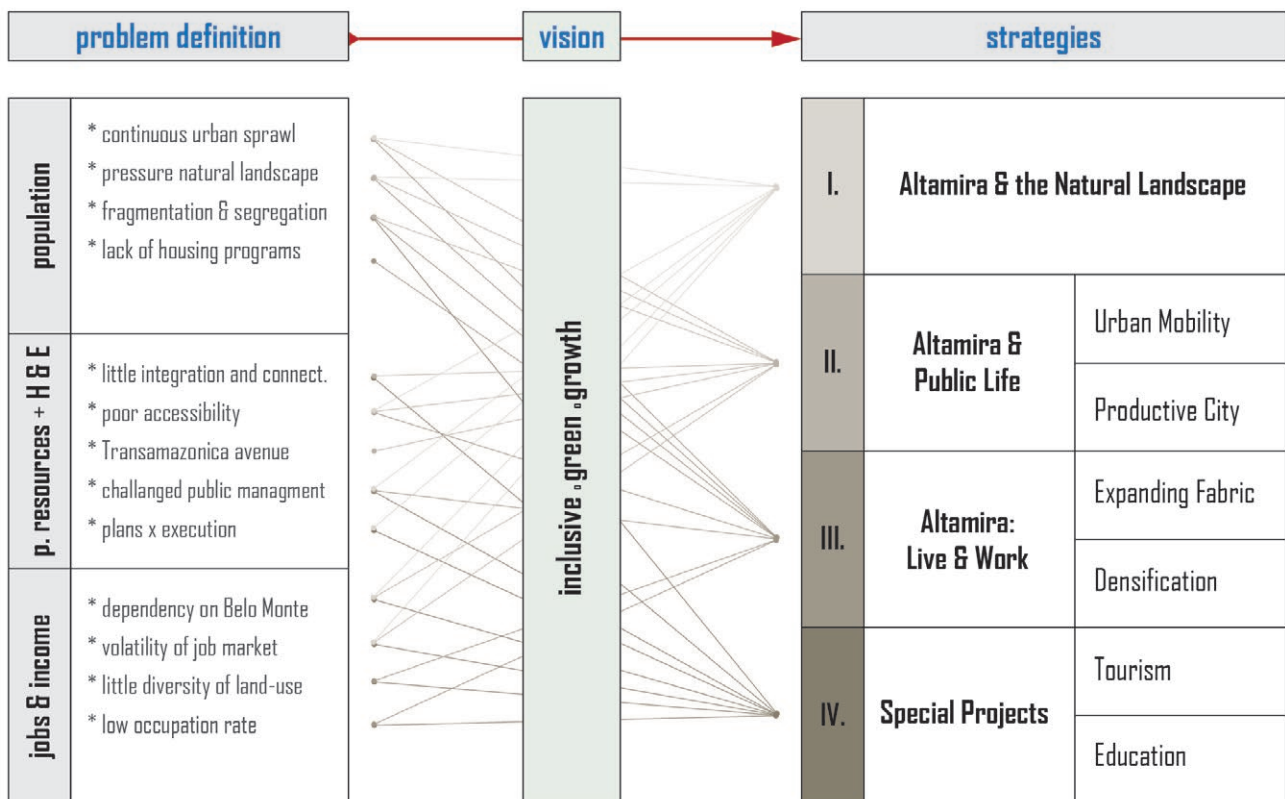 problem definition
vision
strategies
population
* continuous urban sprawl
* pressure natural landscape
* fragmentation & segregation
* lack of housing programs
p. resources + H & E
* little integration and connect.
* poor accessibility
* Transamazonica avenue
* challanged public managment
* plans x execution
jobs & income
* dependency on Belo Monte
* volatility of job market
* little diversity of land-use
* low occupation rate
inclusive.green.growth
I.
Altamira & the Natural Landscape
II.
Altamira &
Public Life
Urban Mobility
Productive City
III.
Altamira:
Live & Work
Expanding Fabric
Densification
IV.
Special Projects
Tourism
Education